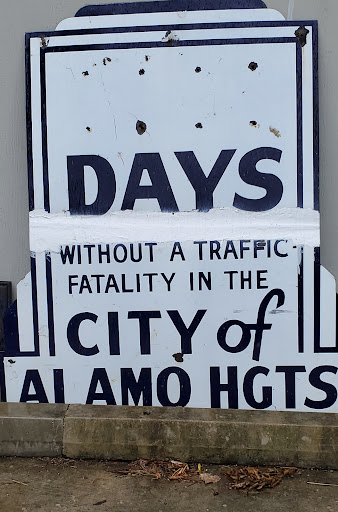 DAYS
WITHOUT A TRAFFIC
FATALITY IN THE
CITY of
ALAMO HGTS